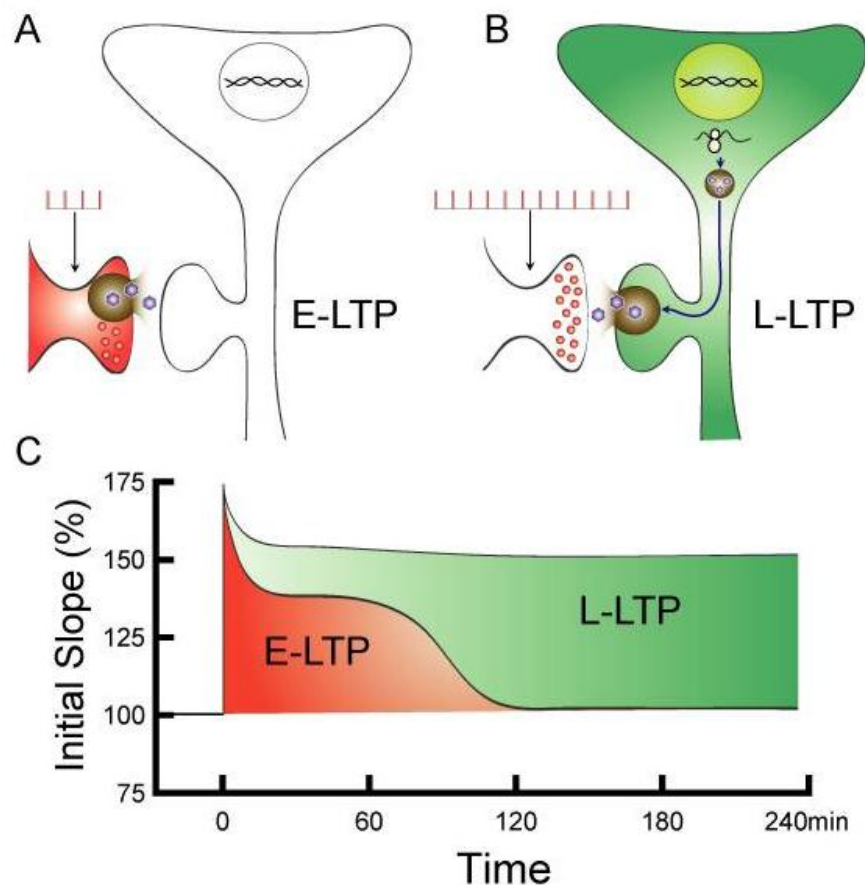 A
B
E-LTP
L-LTP
C
Initial Slope (%)
175
150
125
100
75
E-LTP
L-LTP
0
60
120
180
240min
Time